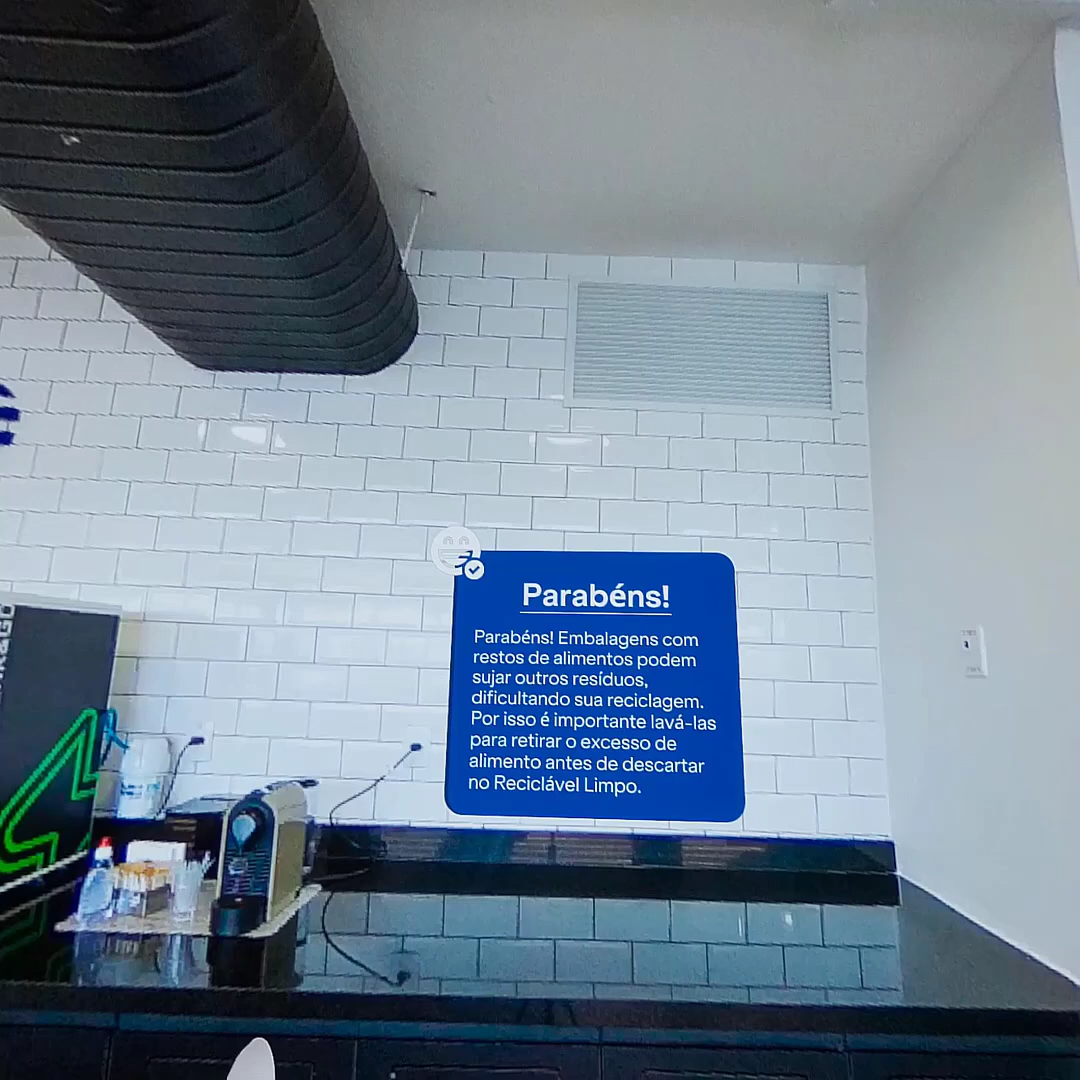 Parabéns!
Parabéns! Embalagens com
restos de alimentos podem
sujar outros resíduos,
dificultando sua reciclagem.
Por isso é importante lavá-las
para retirar o excesso de
alimento antes de descartar
no Reciclável Limpo.